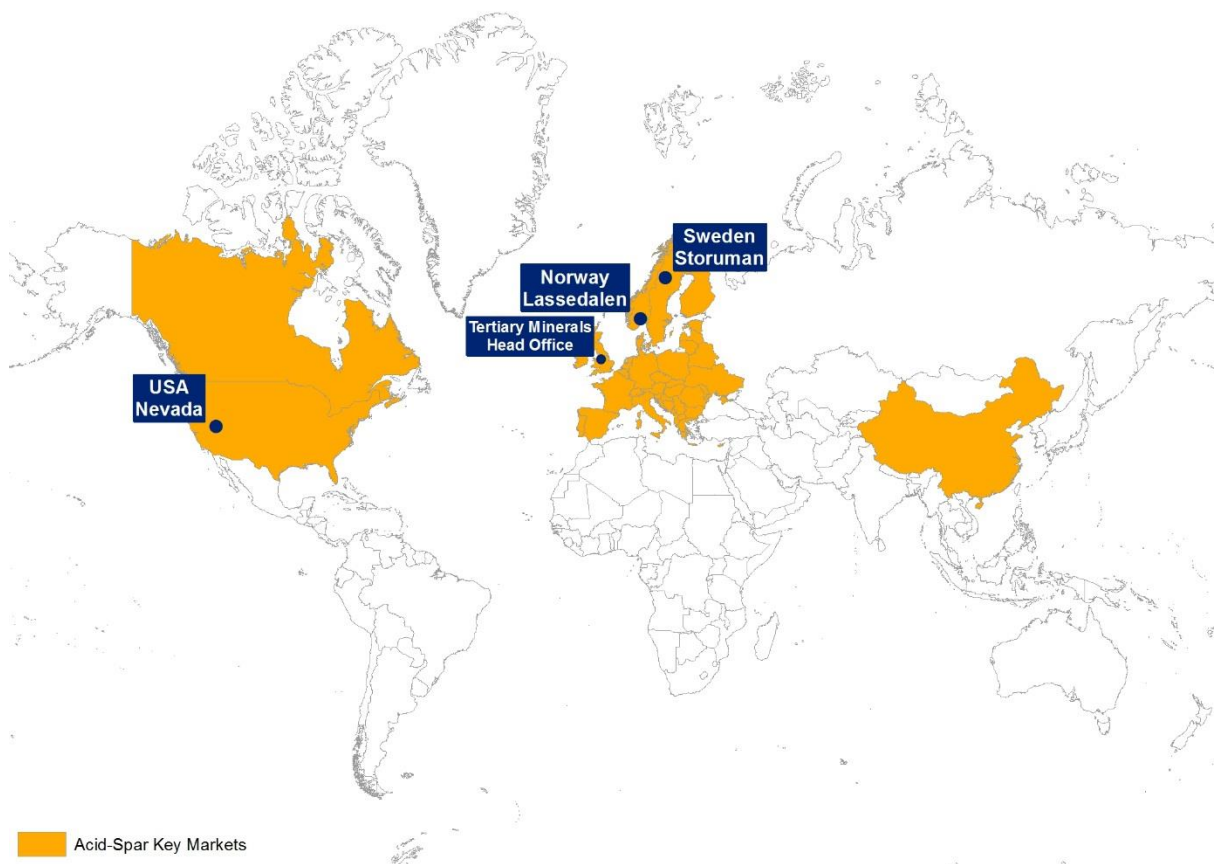 Sweden
Storuman
Norway
Lassedalen
Tertiary Minerals
Head Office
USA
Nevada
Acid-Spar Key Markets